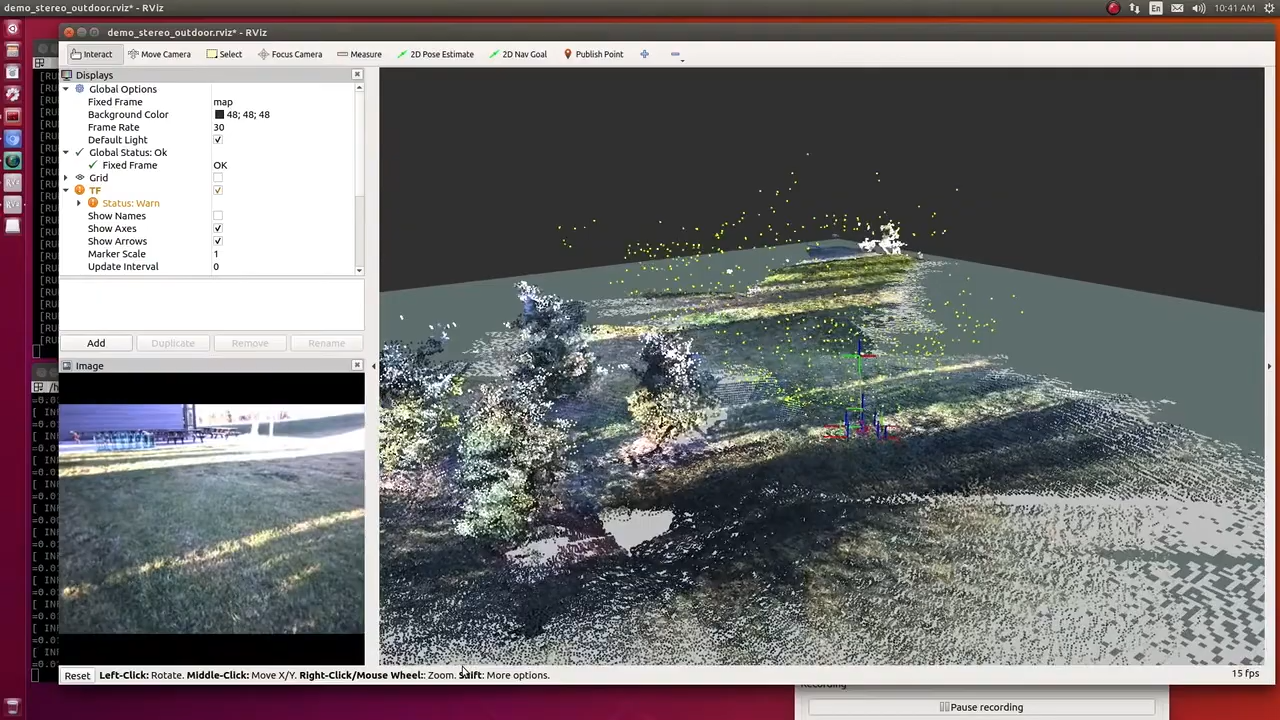 demo_stereo_outdoor.rviz* - RViz
En
10:41 AM
demo_stereo_outdoor.rviz* - RViz
Interact Move Camera Select Focus Camera Measure 2D Pose Estimate 2D Nav Goal Publish Point
Displays
Global Options
Fixed Frame map
Background Color 48; 48; 48
Frame Rate 30
Default Light
Global Status: Ok
Fixed Frame OK
Grid
TF
Status: Warn
Show Names
Show Axes
Show Arrows
Marker Scale 1
Update Interval 0
Add Duplicate Remove Rename
Image
Reset Left-Click: Rotate. Middle-Click: Move X/Y. Right-Click/Mouse Wheel:: Zoom. Shift: More options. 15 fps
Pause recording